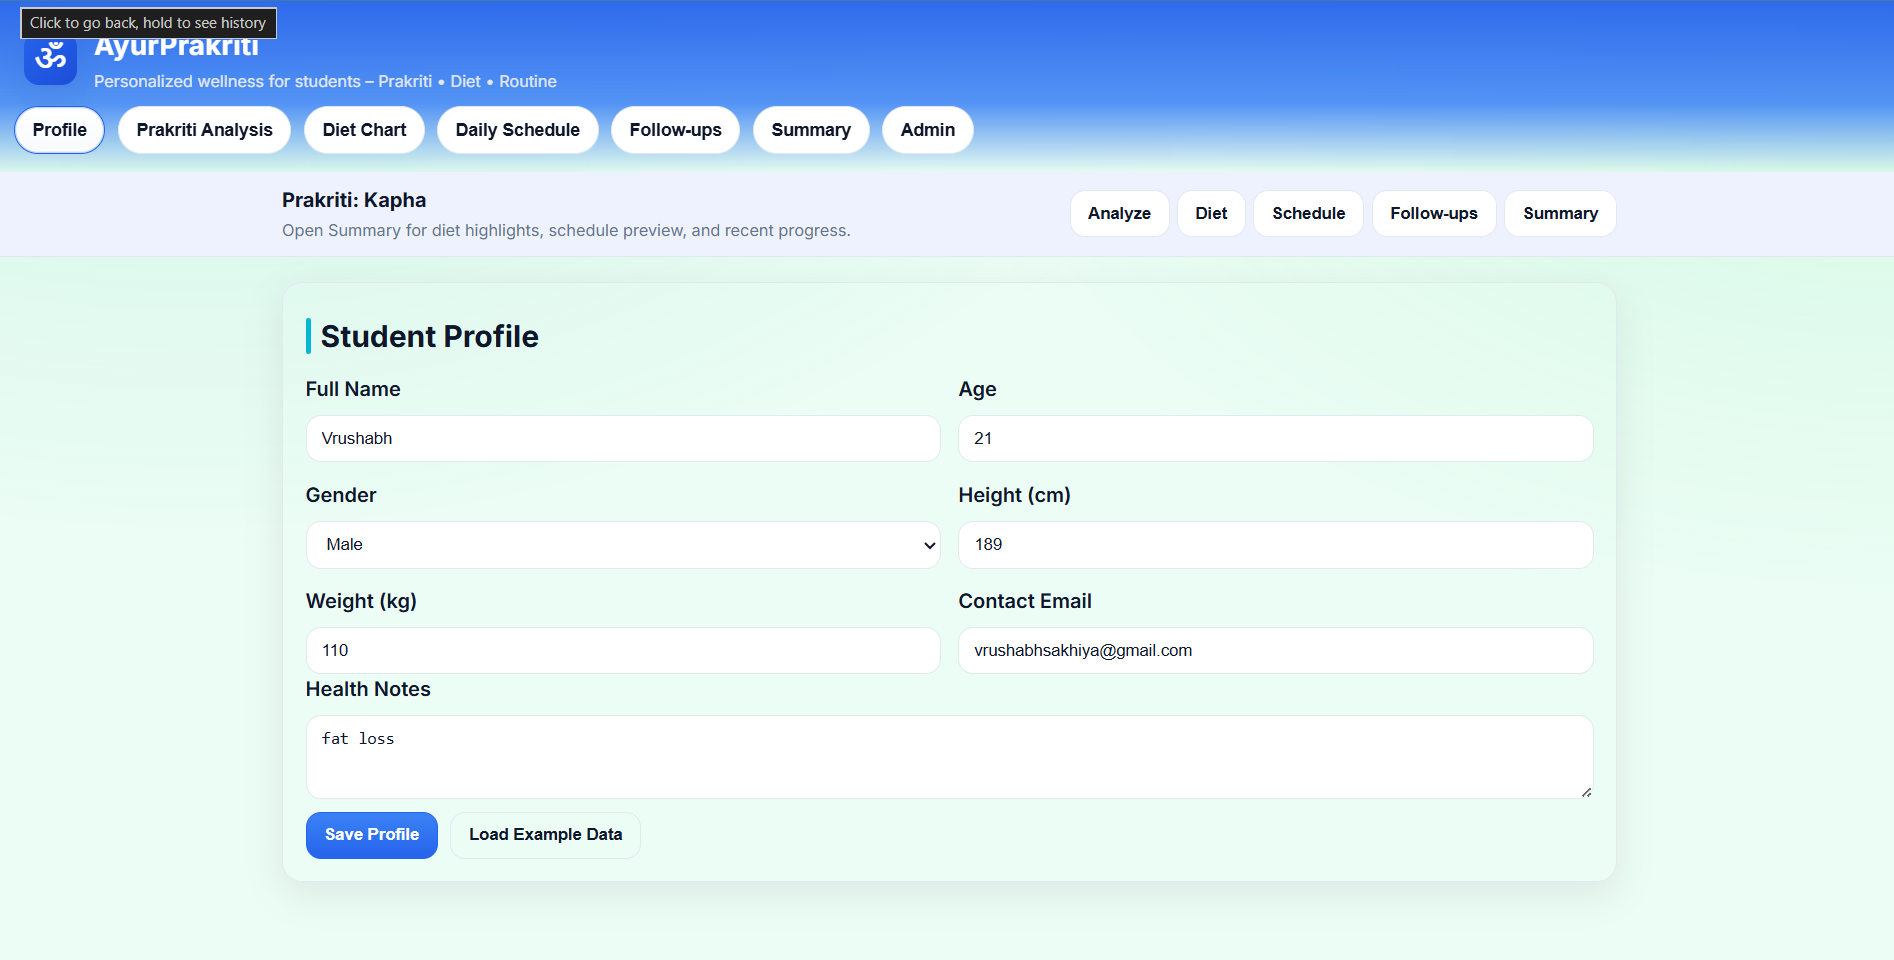 Click to go back, hold to see history
ॐ
AyurPrakriti
Personalized wellness for students – Prakriti • Diet • Routine
Profile
Prakriti Analysis
Diet Chart
Daily Schedule
Follow-ups
Summary
Admin
Prakriti: Kapha
Open Summary for diet highlights, schedule preview, and recent progress.
Analyze
Diet
Schedule
Follow-ups
Summary
Student Profile
Full Name
Age
Vrushabh
21
Gender
Height (cm)
Male
189
Weight (kg)
Contact Email
110
vrushabhsakhiya@gmail.com
Health Notes
fat loss
Save Profile
Load Example Data